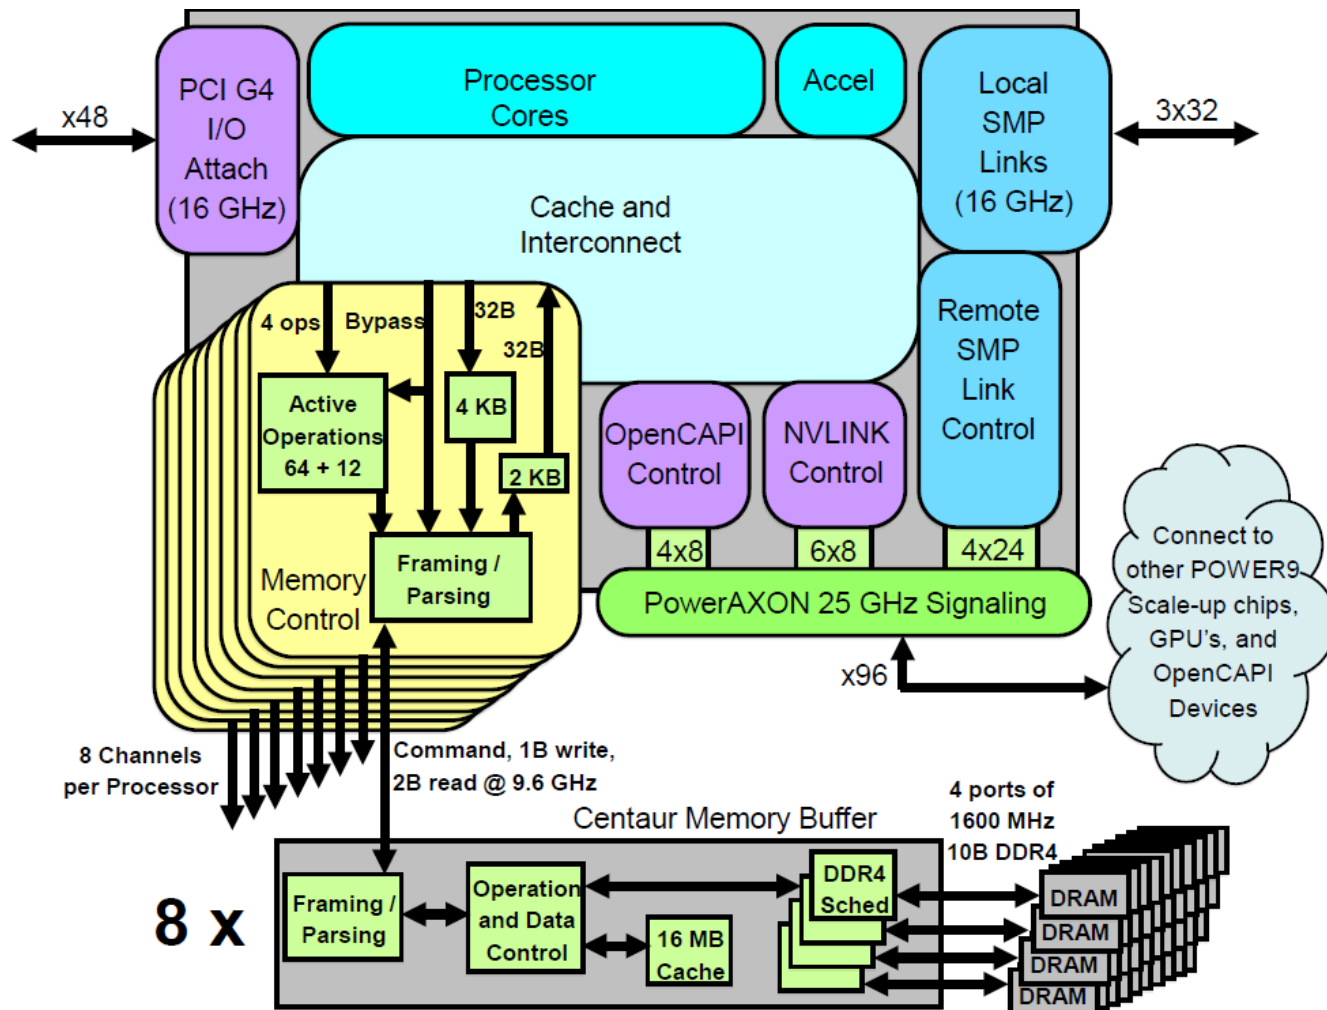 PCI G4
I/O
Attach
(16 GHz)
x48
Processor
Cores
Accel
Local
SMP
Links
(16 GHz)
3x32
Cache and
Interconnect
4 ops
Bypass
32B
32B
Active
Operations
64 + 12
4 KB
2 KB
Framing /
Parsing
Memory
Control
OpenCAPI
Control
NVLINK
Control
Remote
SMP
Link
Control
4x8
6x8
4x24
PowerAXON 25 GHz Signaling
x96
Connect to
other POWER9
Scale-up chips,
GPU's, and
OpenCAPI
Devices
8 Channels
per Processor
Command, 1B write,
2B read @ 9.6 GHz
Centaur Memory Buffer
4 ports of
1600 MHz
10B DDR4
8 x
Framing /
Parsing
Operation
and Data
Control
16 MB
Cache
DDR4
Sched
DRAM
DRAM
DRAM
DRAM